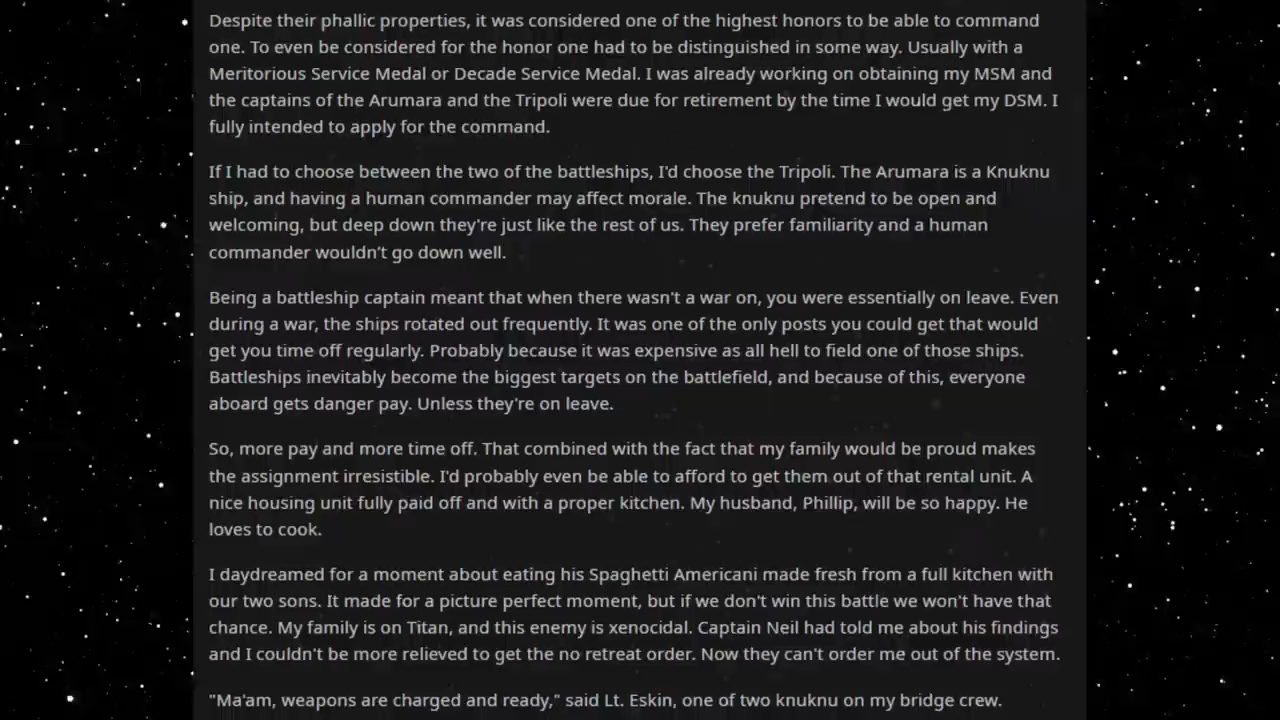 Despite their phallic properties, it was considered one of the highest honors to be able to command
one. To even be considered for the honor one had to be distinguished in some way. Usually with a
Meritorious Service Medal or Decade Service Medal. I was already working on obtaining my MSM and
the captains of the Arumara and the Tripoli were due for retirement by the time I would get my DSM. I
fully intended to apply for the command.
If I had to choose between the two of the battleships, I'd choose the Tripoli. The Arumara is a Knuknu
ship, and having a human commander may affect morale. The knuknu pretend to be open and
welcoming, but deep down they're just like the rest of us. They prefer familiarity and a human
commander wouldn't go down well.
Being a battleship captain meant that when there wasn't a war on, you were essentially on leave. Even
during a war, the ships rotated out frequently. It was one of the only posts you could get that would
get you time off regularly. Probably because it was expensive as all hell to field one of those ships.
Battleships inevitably become the biggest targets on the battlefield, and because of this, everyone
aboard gets danger pay. Unless they're on leave.
So, more pay and more time off. That combined with the fact that my family would be proud makes
the assignment irresistible. I'd probably even be able to afford to get them out of that rental unit. A
nice housing unit fully paid off and with a proper kitchen. My husband, Phillip, will be so happy. He
loves to cook.
I daydreamed for a moment about eating his Spaghetti Americani made fresh from a full kitchen with
our two sons. It made for a picture perfect moment, but if we don't win this battle we won't have that
chance. My family is on Titan, and this enemy is xenocidal. Captain Neil had told me about his findings
and I couldn't be more relieved to get the no retreat order. Now they can't order me out of the system.
"Ma'am, weapons are charged and ready," said Lt. Eskin, one of two knuknu on my bridge crew.